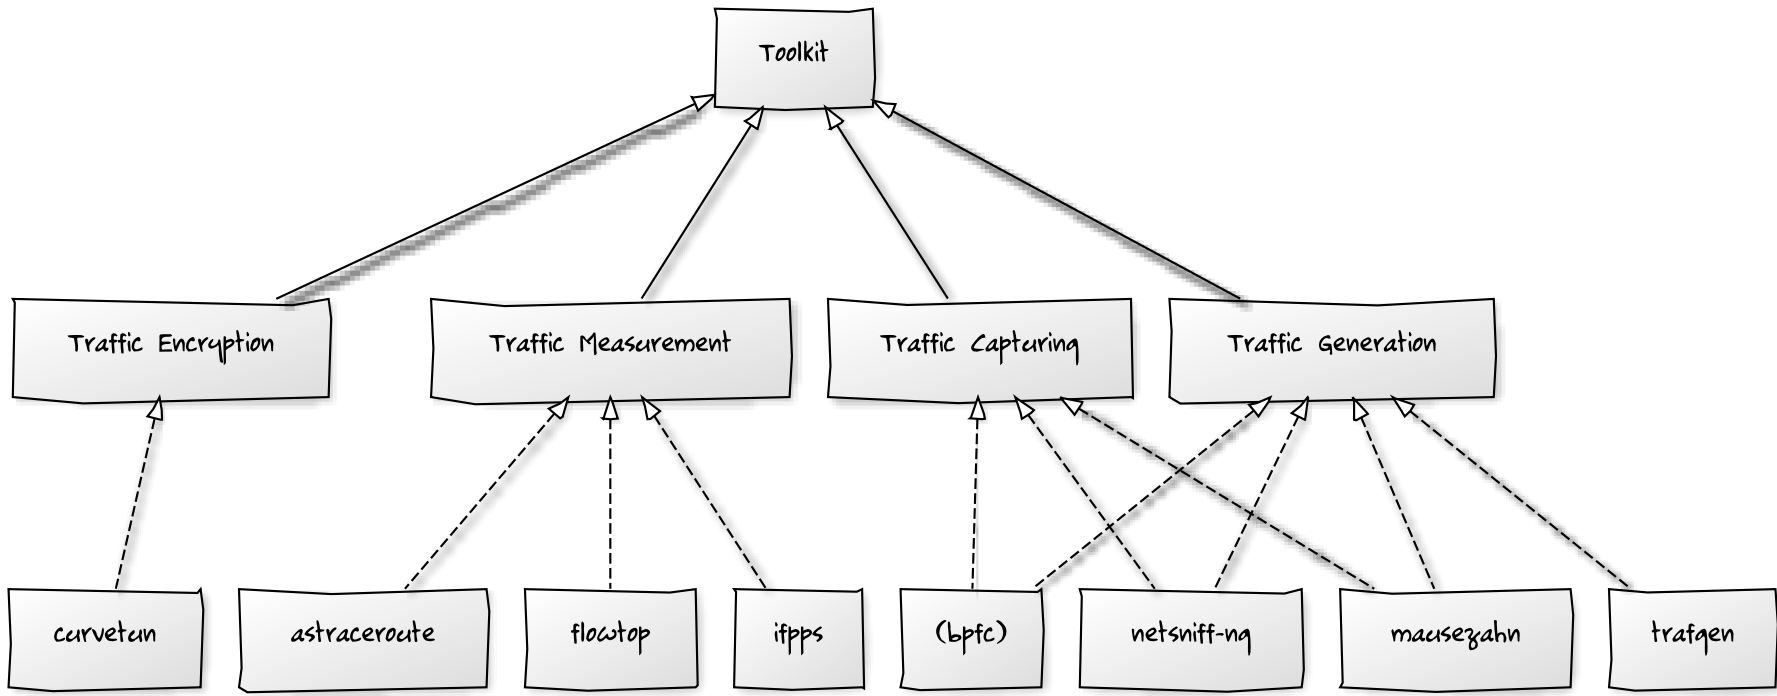 Toolkit
Traffic Encryption
Traffic Measurement
Traffic Capturing
Traffic Generation
curvetun
astraceroute
flowtop
ifpps
(bpfc)
netsniff-ng
mausezahn
trafgen